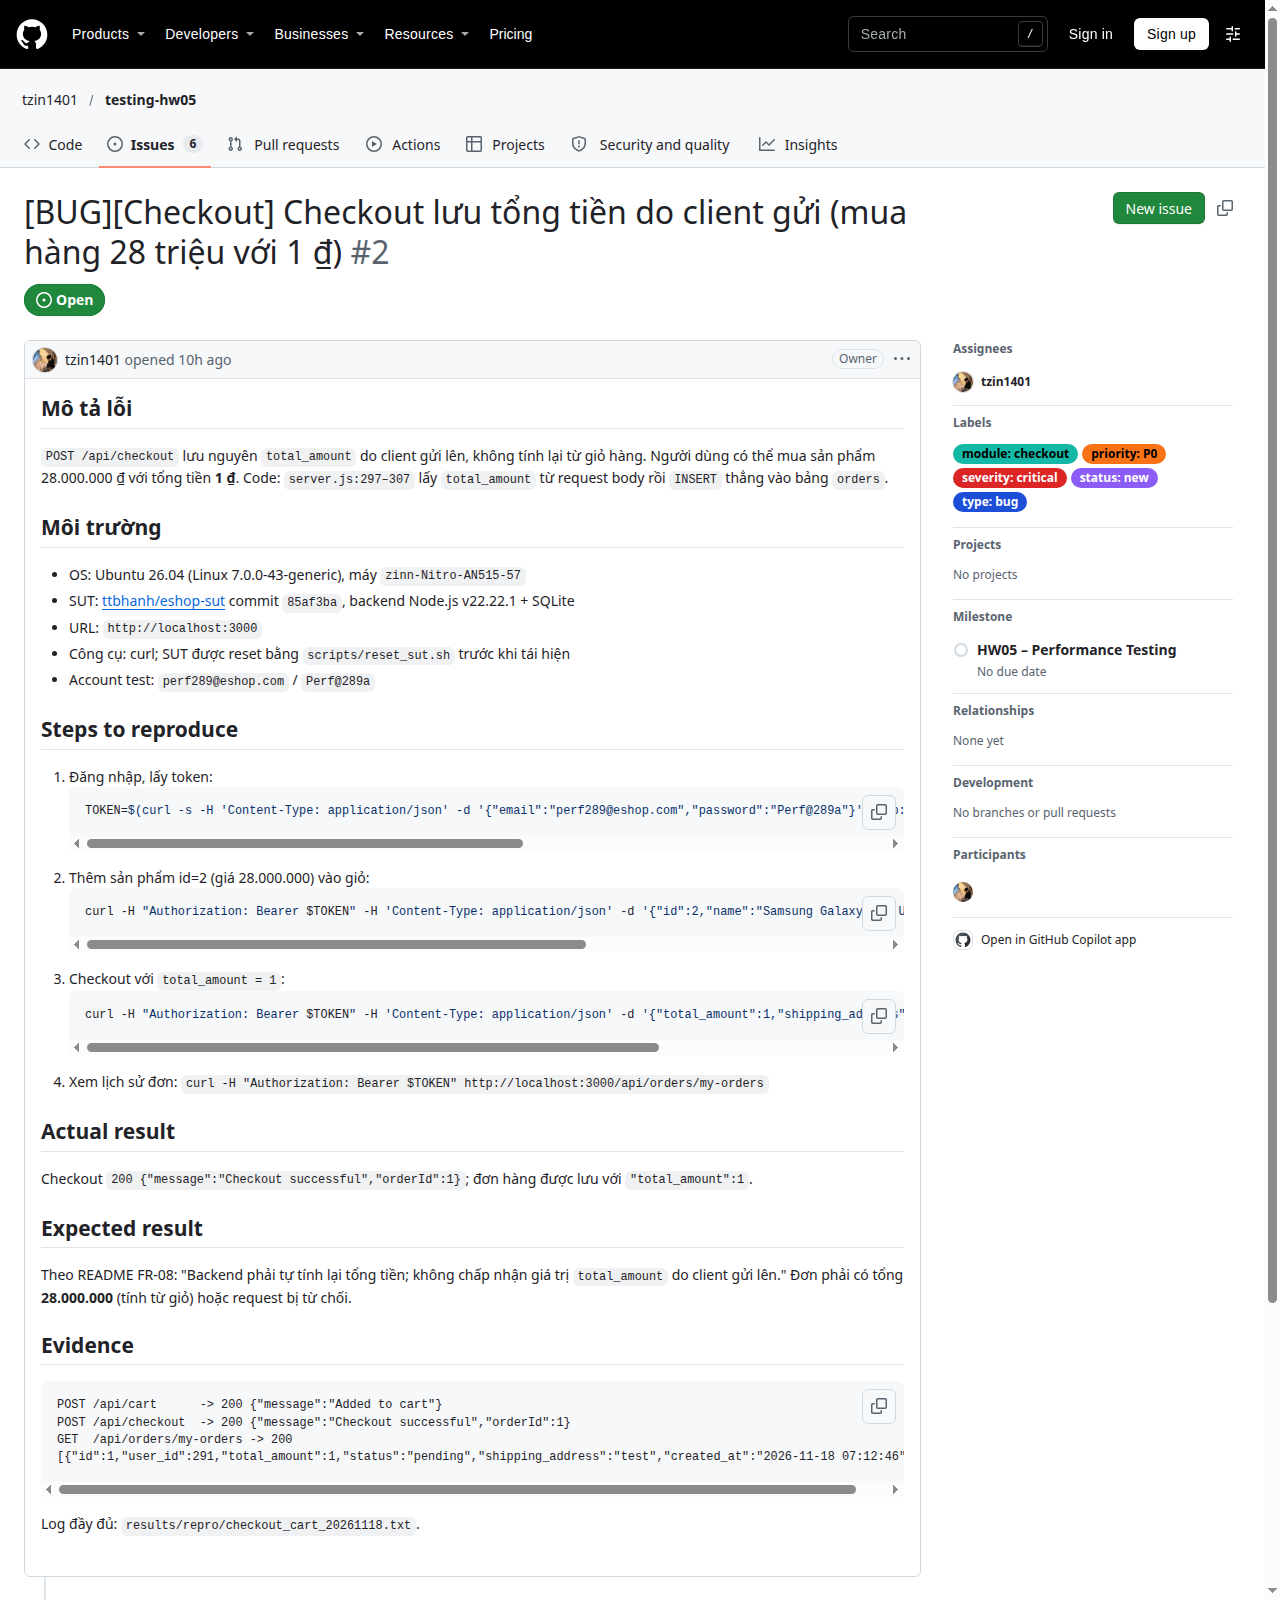 Products
Developers
Businesses
Resources
Pricing
Search
/
Sign in
Sign up
tzin1401 / testing-hw05
Code
Issues 6
Pull requests
Actions
Projects
Security and quality
Insights
[BUG][Checkout] Checkout lưu tổng tiền do client gửi (mua
hàng 28 triệu với 1 ₫) #2
New issue
Open
tzin1401 opened 10h ago
Owner
Mô tả lỗi
POST /api/checkout lưu nguyên total_amount do client gửi lên, không tính lại từ giỏ hàng. Người dùng có thể mua sản phẩm
28.000.000 ₫ với tổng tiền 1 ₫. Code: server.js:297–307 lấy total_amount từ request body rồi INSERT thẳng vào bảng orders.
Môi trường
OS: Ubuntu 26.04 (Linux 7.0.0-43-generic), máy zinn-Nitro-AN515-57
SUT: ttbhanh/eshop-sut commit 85af3ba, backend Node.js v22.22.1 + SQLite
URL: http://localhost:3000
Công cụ: curl; SUT được reset bằng scripts/reset_sut.sh trước khi tái hiện
Account test: perf289@eshop.com / Perf@289a
Steps to reproduce
1. Đăng nhập, lấy token:
TOKEN=$(curl -s -H 'Content-Type: application/json' -d '{"email":"perf289@eshop.com","password":"Perf@289a"}'
2. Thêm sản phẩm id=2 (giá 28.000.000) vào giỏ:
curl -H "Authorization: Bearer $TOKEN" -H 'Content-Type: application/json' -d '{"id":2,"name":"Samsung Galaxy U
3. Checkout với total_amount = 1:
curl -H "Authorization: Bearer $TOKEN" -H 'Content-Type: application/json' -d '{"total_amount":1,"shipping_ad s"
4. Xem lịch sử đơn: curl -H "Authorization: Bearer $TOKEN" http://localhost:3000/api/orders/my-orders
Actual result
Checkout 200 {"message":"Checkout successful","orderId":1}; đơn hàng được lưu với "total_amount":1.
Expected result
Theo README FR-08: "Backend phải tự tính lại tổng tiền; không chấp nhận giá trị total_amount do client gửi lên." Đơn phải có tổng
28.000.000 (tính từ giỏ) hoặc request bị từ chối.
Evidence
POST /api/cart -> 200 {"message":"Added to cart"}
POST /api/checkout -> 200 {"message":"Checkout successful","orderId":1}
GET /api/orders/my-orders -> 200
[{"id":1,"user_id":291,"total_amount":1,"status":"pending","shipping_address":"test","created_at":"2026-11-18 07:12:46"
Log đầy đủ: results/repro/checkout_cart_20261118.txt.
Assignees
tzin1401
Labels
module: checkout
priority: P0
severity: critical
status: new
type: bug
Projects
No projects
Milestone
HW05 – Performance Testing
No due date
Relationships
None yet
Development
No branches or pull requests
Participants
Open in GitHub Copilot app